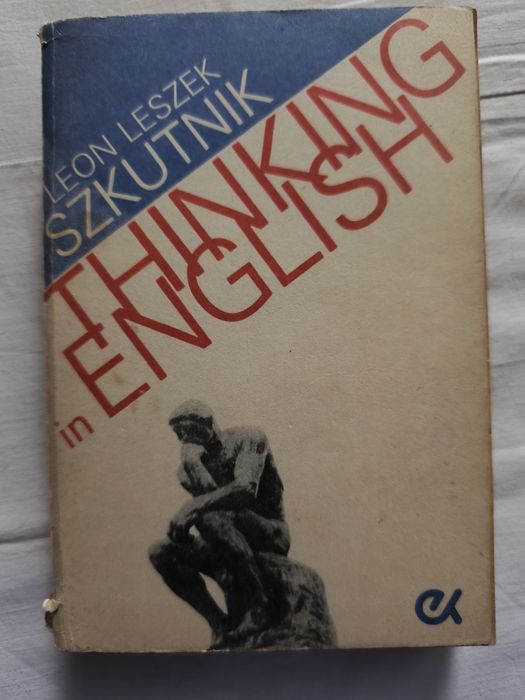 LEON LESZEK
SZKUTNIK
THINKING
in ENGLISH